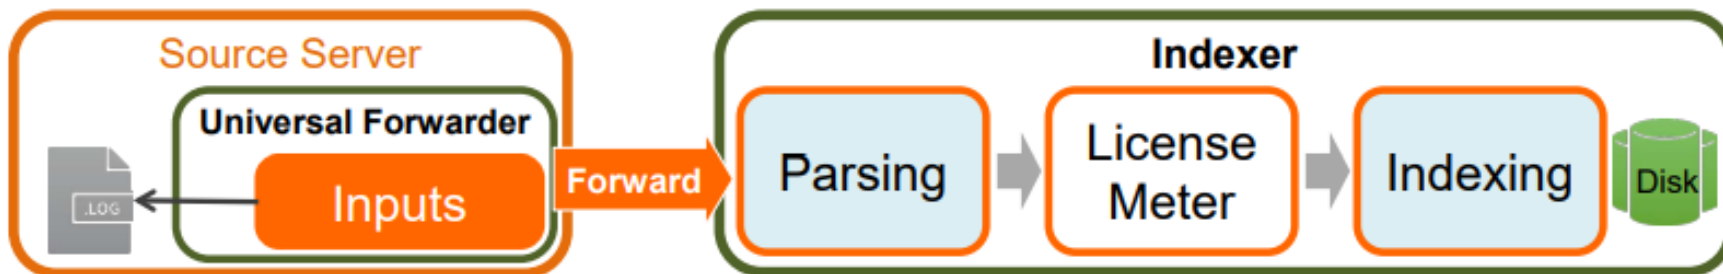 Source Server
Universal Forwarder
.LOG
Inputs
Forward
Indexer
Parsing
License
Meter
Indexing
Disk